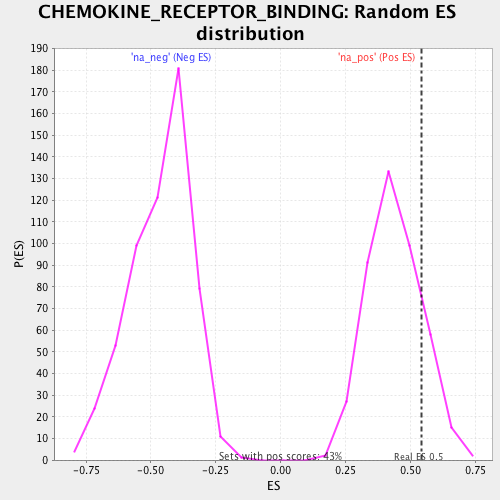 CHEMOKINE_RECEPTOR_BINDING: Random ES
distribution
'na_neg' (Neg ES)
'na_pos' (Pos ES)
P(ES)
190
180
170
160
150
140
130
120
110
100
90
80
70
60
50
40
30
20
10
0
Sets with pos scores: 43%
Real ES 0.5
-0.75 -0.50 -0.25 0.00 0.25 0.50 0.75
ES